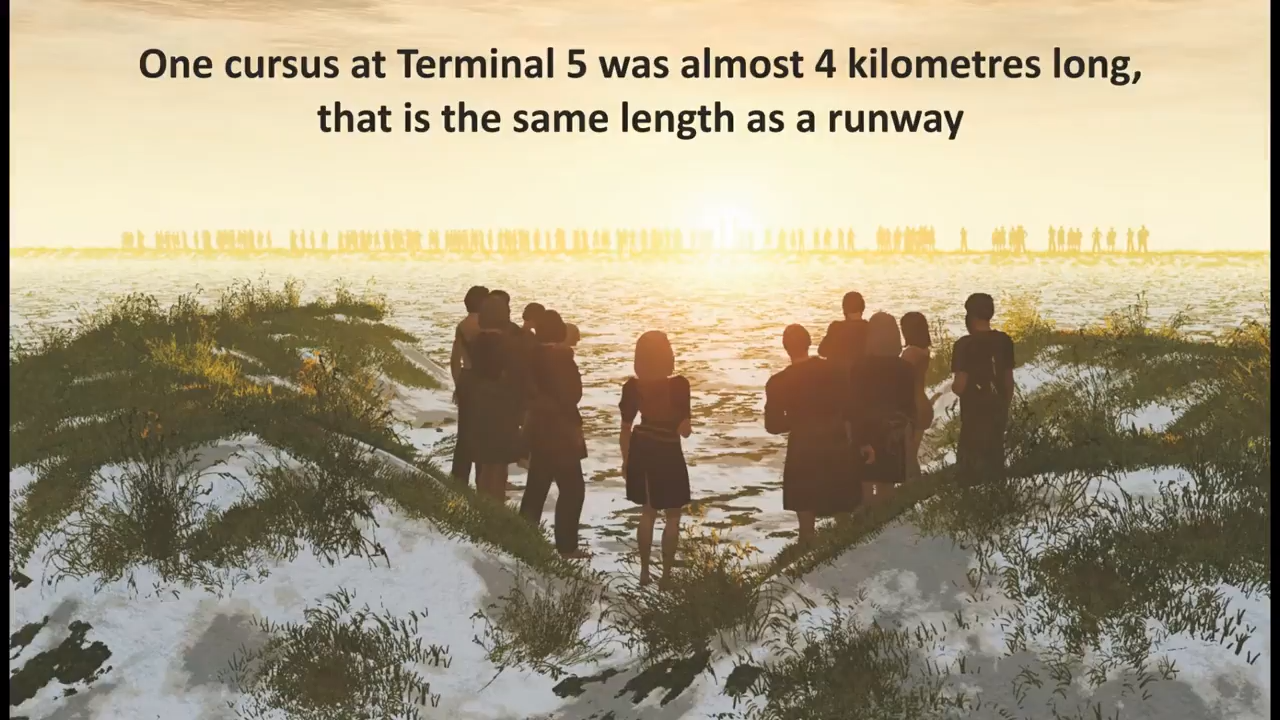 One cursus at Terminal 5 was almost 4 kilometres long,
that is the same length as a runway